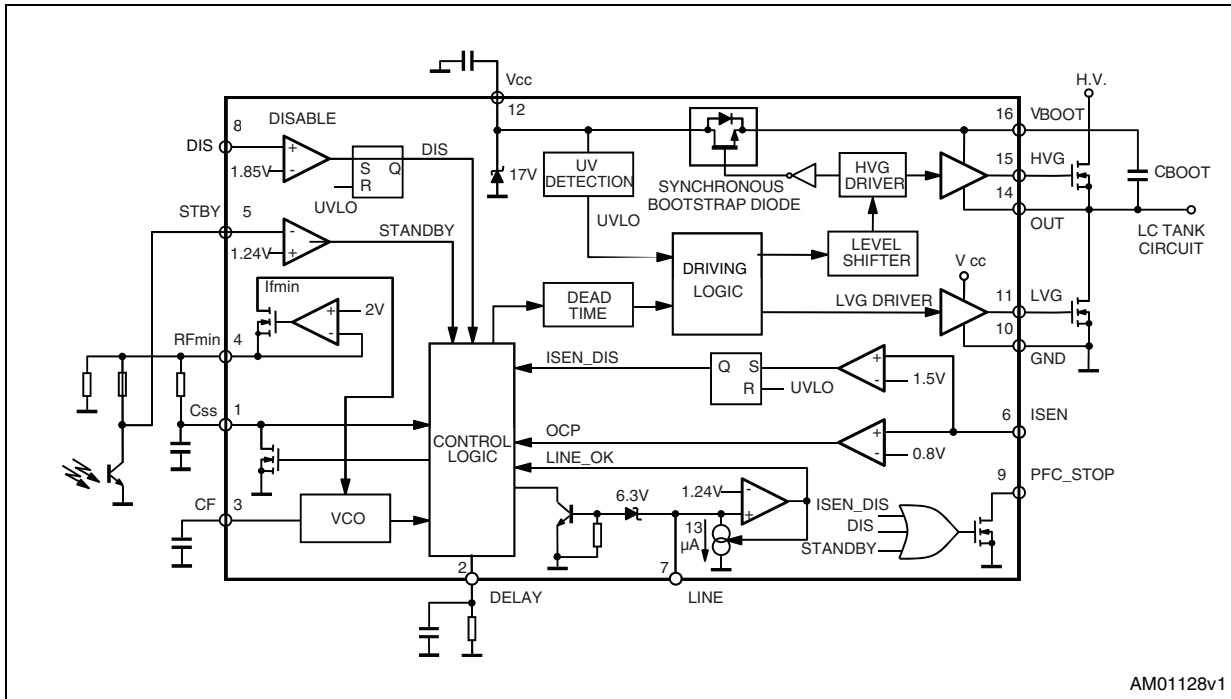 Vcc
H.V.
12
16
VBOOT
8
DISABLE
DIS
+
-
1.85V
S
Q
R
DIS
UVLO
17V
UV
DETECTION
SYNCHRONOUS
BOOTSTRAP DIODE
HVG
DRIVER
15
HVG
CBOOT
14
OUT
LC TANK
CIRCUIT
STBY
5
-
+
1.24V
STANDBY
UVLO
DRIVING
LOGIC
LEVEL
SHIFTER
Vcc
Ifmin
+
-
2V
DEAD
TIME
LVG DRIVER
11
LVG
10
GND
RFmin
4
ISEN_DIS
Q
S
R
UVLO
+
-
1.5V
Css
1
6
ISEN
CONTROL
LOGIC
OCP
+
-
0.8V
LINE_OK
9
PFC_STOP
6.3V
1.24V
-
+
ISEN_DIS
DIS
STANDBY
CF
3
VCO
13
µA
2
DELAY
7
LINE
AM01128v1